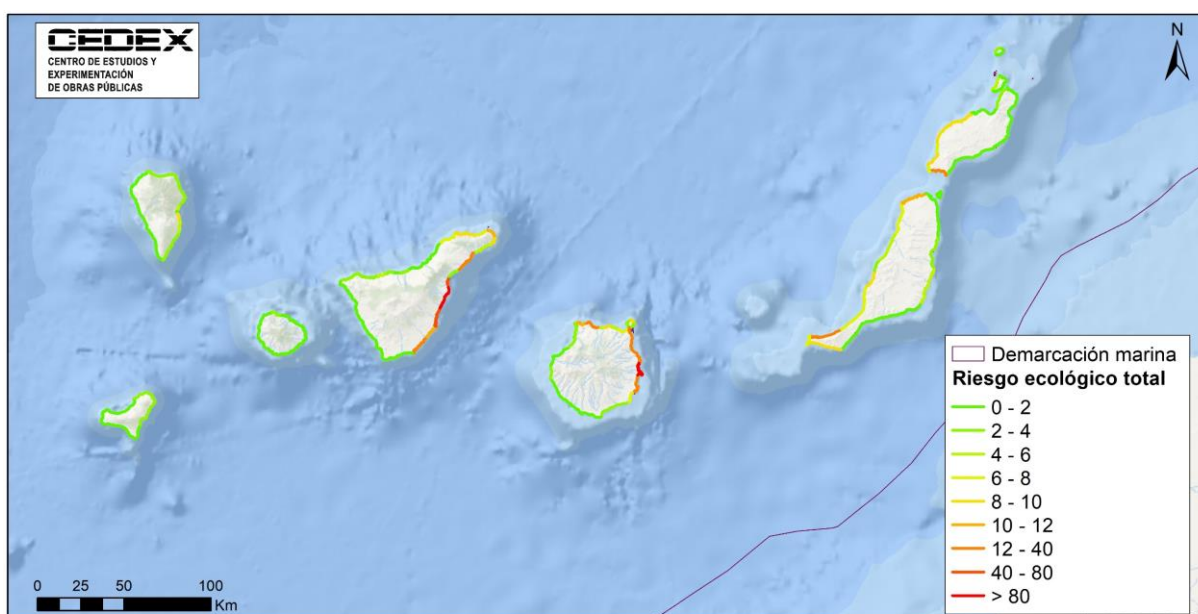 CEDEX
CENTRO DE ESTUDIOS Y
EXPERIMENTACIÓN
DE OBRAS PÚBLICAS
N
Demarcación marina
Riesgo ecológico total
0 - 2
2 - 4
4 - 6
6 - 8
8 - 10
10 - 12
12 - 40
40 - 80
> 80
0 25 50 100
Km